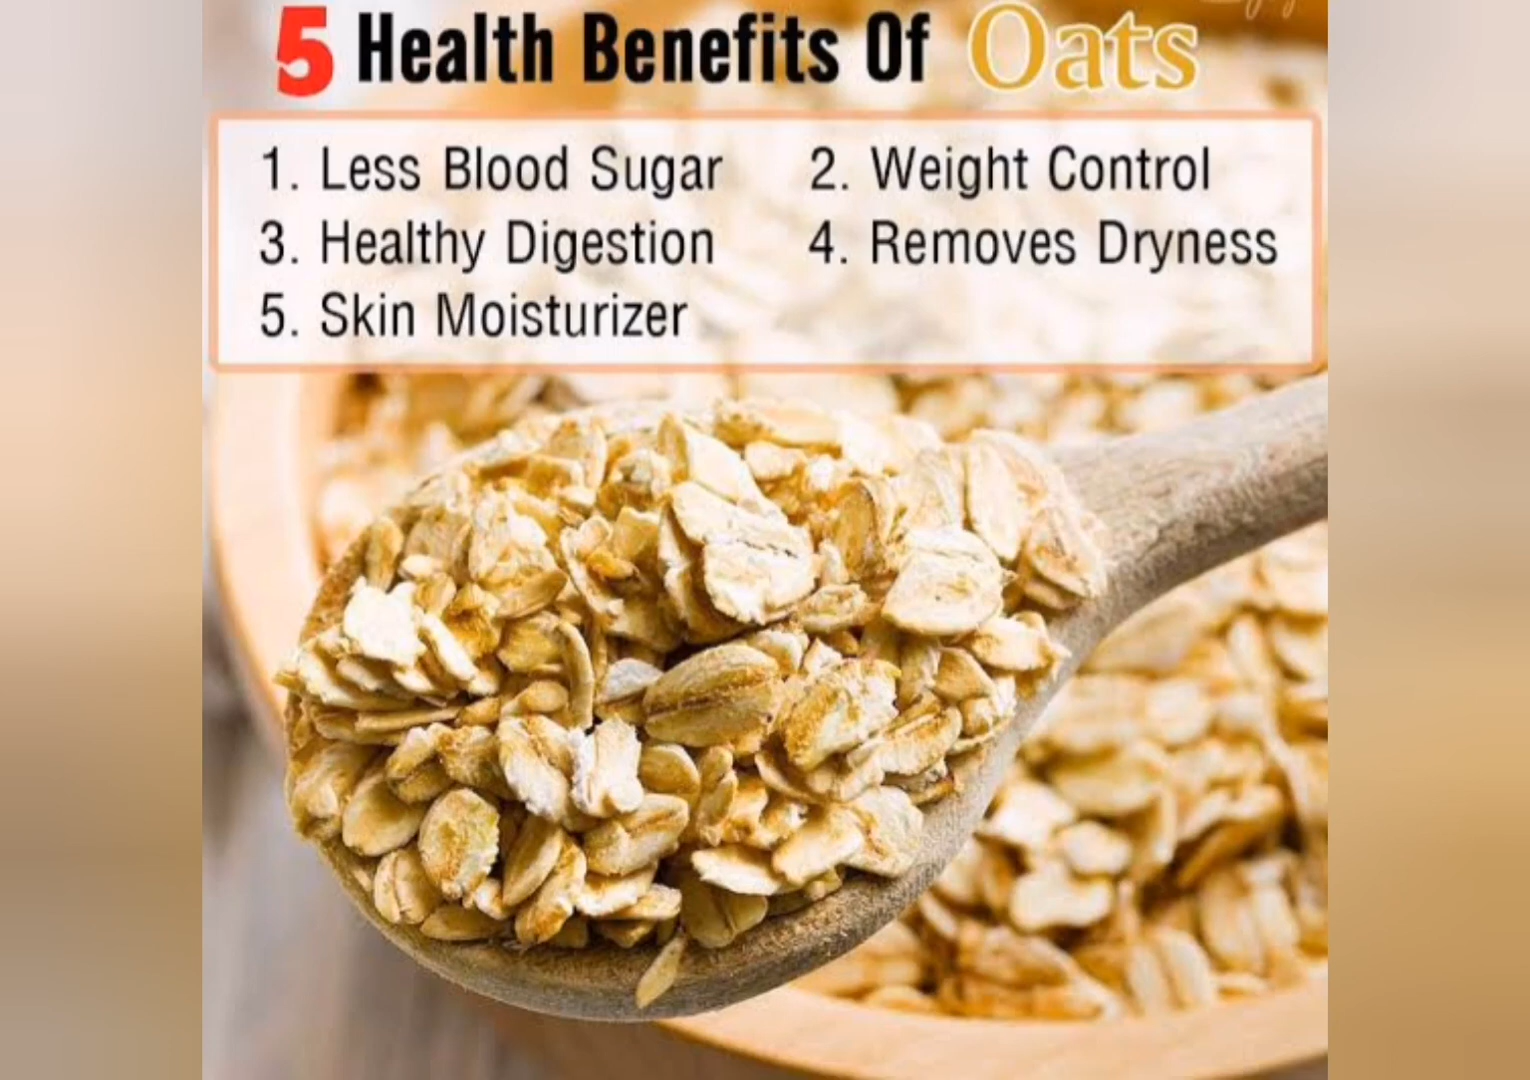 5 Health Benefits Of Oats
1. Less Blood Sugar 2. Weight Control
3. Healthy Digestion 4. Removes Dryness
5. Skin Moisturizer